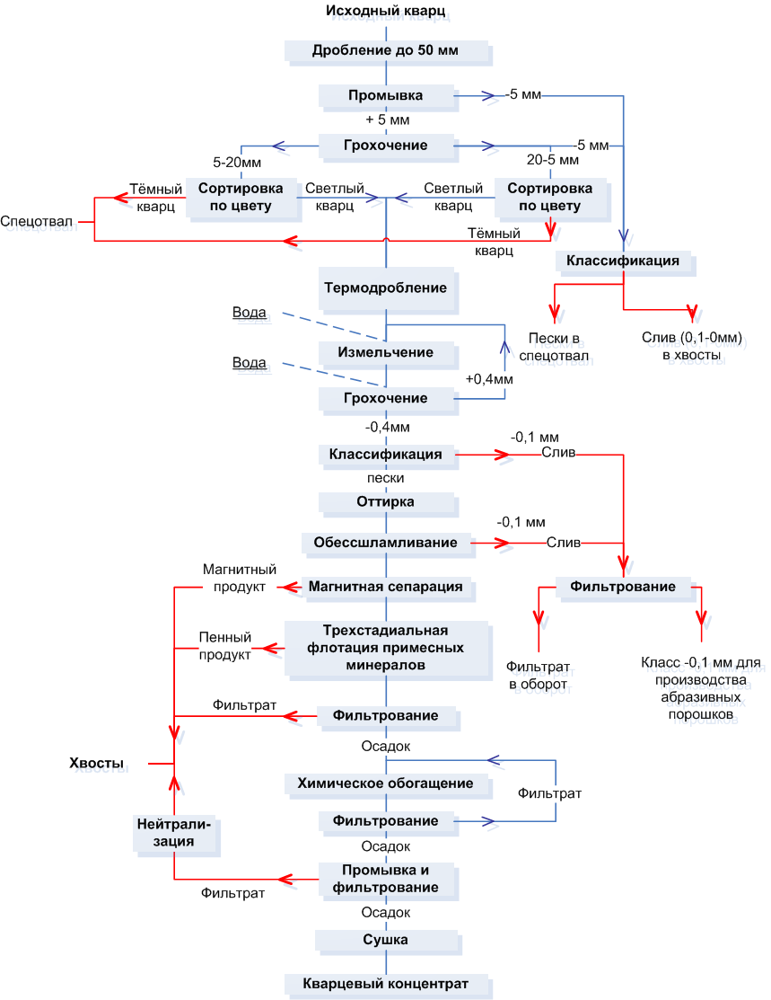 Исходный кварц
Дробление до 50 мм
Промывка
-5 мм
+ 5 мм
Грохочение
-5 мм
5-20мм
20-5 мм
Тёмный
кварц
Сортировка
по цвету
Светлый
кварц
Светлый
кварц
Сортировка
по цвету
Спецотвал
Тёмный
кварц
Классификация
Термодробление
Вода
Пески в
спецотвал
Слив (0,1-0мм)
в хвосты
Измельчение
Вода
+0,4мм
Грохочение
-0,4мм
-0,1 мм
Классификация
Слив
пески
Оттирка
-0,1 мм
Обессшламливание
Слив
Магнитный
продукт
Магнитная сепарация
Фильтрование
Пенный
продукт
Трехстадиальная
флотация примесных
минералов
Фильтрат
в оборот
Класс -0,1 мм для
производства
абразивных
порошков
Фильтрат
Фильтрование
Осадок
Хвосты
Химическое обогащение
Фильтрат
Нейтрали-
зация
Фильтрование
Осадок
Промывка и
фильтрование
Фильтрат
Осадок
Сушка
Кварцевый концентрат